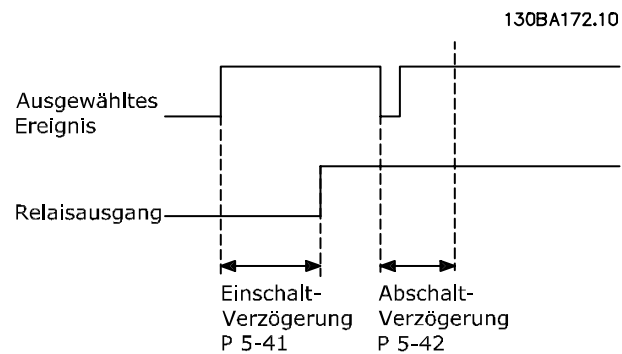 130BA172.10
Ausgewähltes
Ereignis
Relaisausgang
Einschalt-
Verzögerung
P 5-41
Abschalt-
Verzögerung
P 5-42